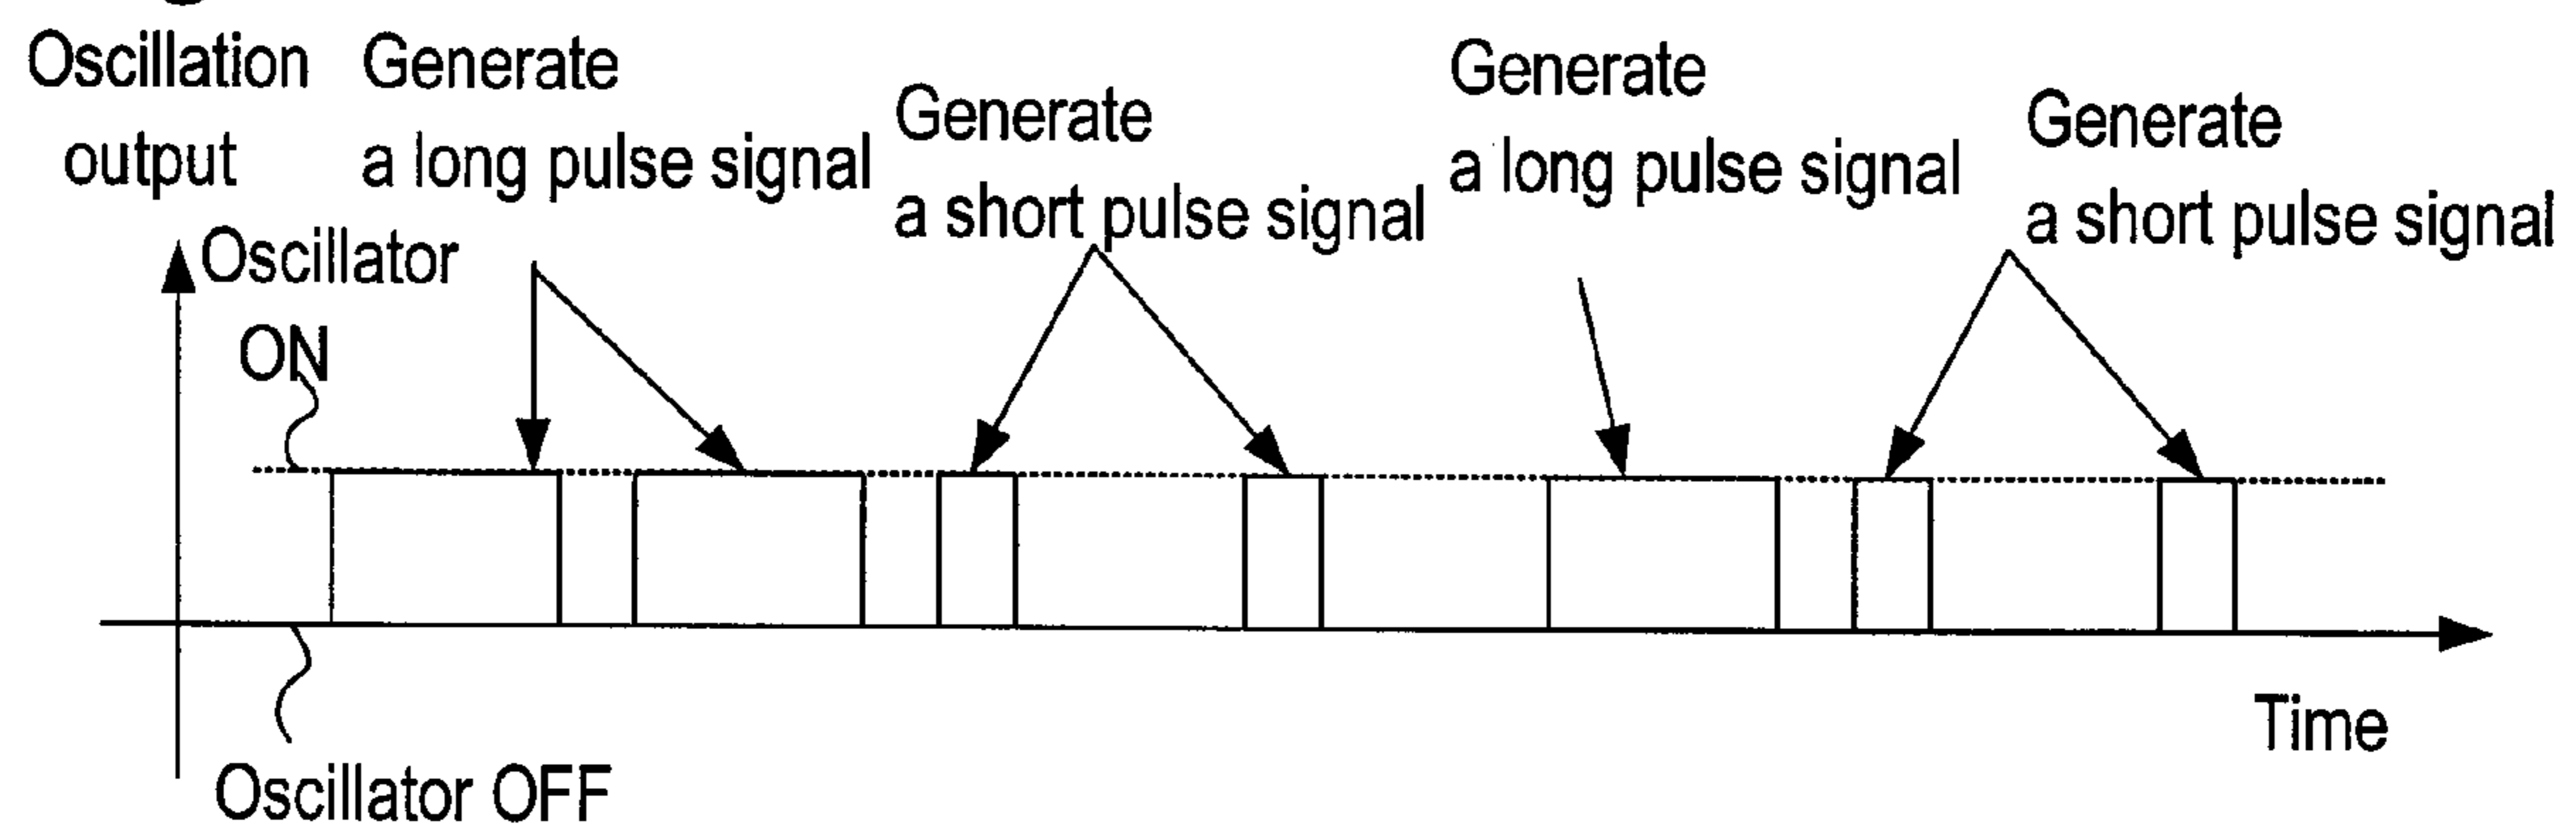 Oscillation
output
Generate
a long pulse signal
Generate
a short pulse signal
Generate
a long pulse signal
Generate
a short pulse signal
Oscillator
ON
Oscillator OFF
Time